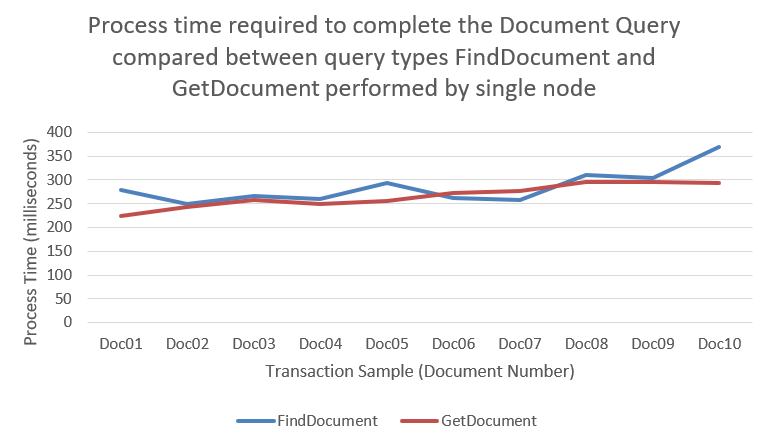 Process time required to complete the Document Query
compared between query types FindDocument and
GetDocument performed by single node
400
350
300
250
200
150
100
50
0
Process Time (milliseconds)
Doc01 Doc02 Doc03 Doc04 Doc05 Doc06 Doc07 Doc08 Doc09 Doc10
Transaction Sample (Document Number)
FindDocument GetDocument